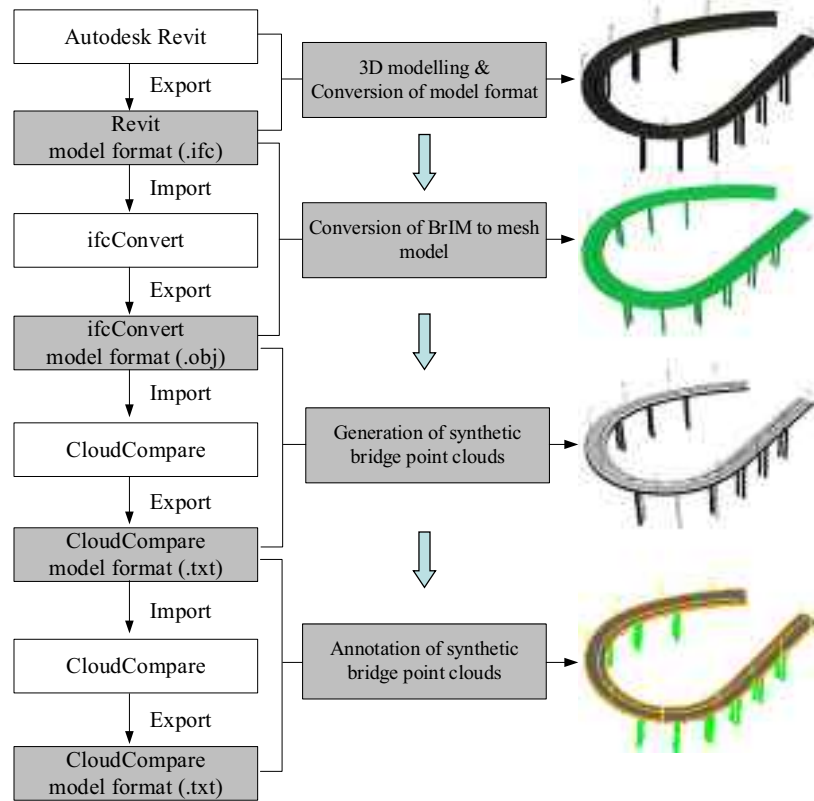 Autodesk Revit
Export
Revit
model format (.ifc)
Import
ifcConvert
Export
ifcConvert
model format (.obj)
Import
CloudCompare
Export
CloudCompare
model format (.txt)
Import
CloudCompare
Export
CloudCompare
model format (.txt)
3D modelling &
Conversion of model format
Conversion of BrIM to mesh
model
Generation of synthetic
bridge point clouds
Annotation of synthetic
bridge point clouds